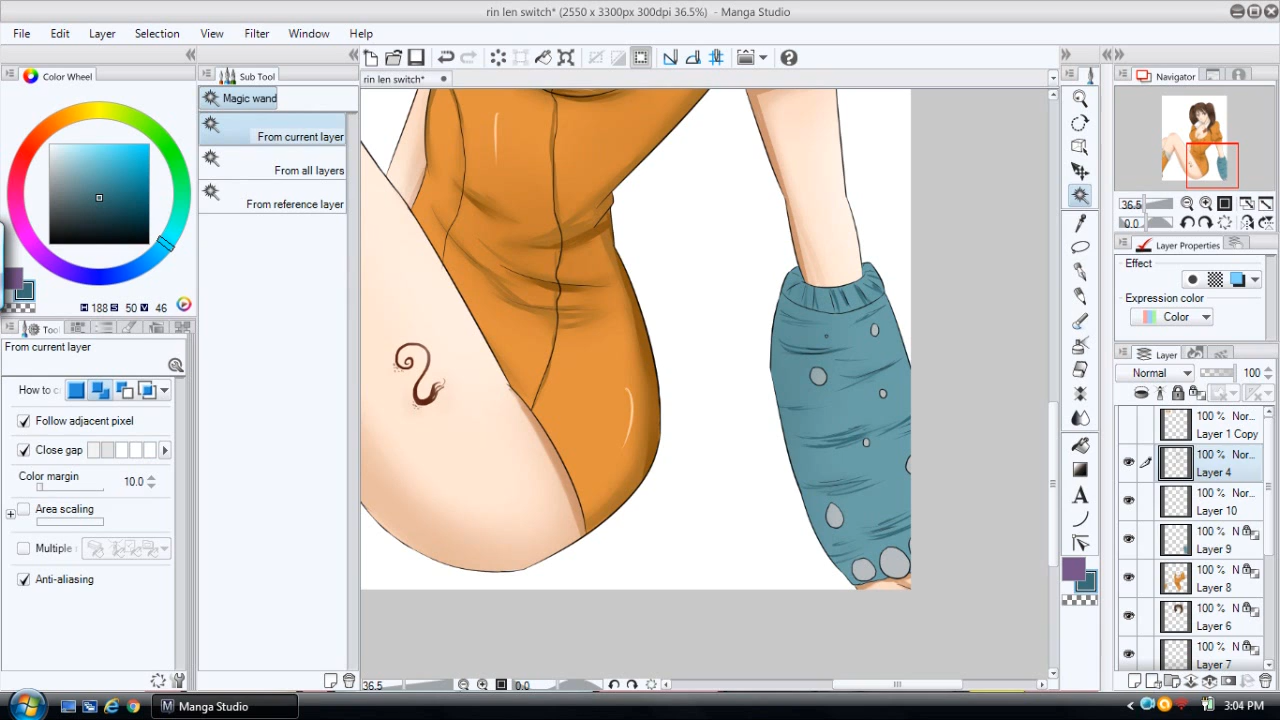 rin len switch* (2550 x 3300px 300dpi 36.5%) - Manga Studio
File Edit Layer Selection View Filter Window Help
Color Wheel
Sub Tool
rin len switch*
Navigator
Magic wand
From current layer
From all layers
From reference layer
36.5
0.0
Layer Properties
Effect
Expression color
Color
H 188 S 50 V 46
Tool
From current layer
Layer
Normal 100
How to c
Follow adjacent pixel
Close gap
Color margin
10.0
Area scaling
Multiple
Anti-aliasing
100 % Nor...
Layer 1 Copy
100 % Nor...
Layer 4
100 % Nor...
Layer 10
100 % N
Layer 9
100 % N
Layer 8
100 % N
Layer 6
100 % N
Layer 7
36.5
0.0
Manga Studio
3:04 PM